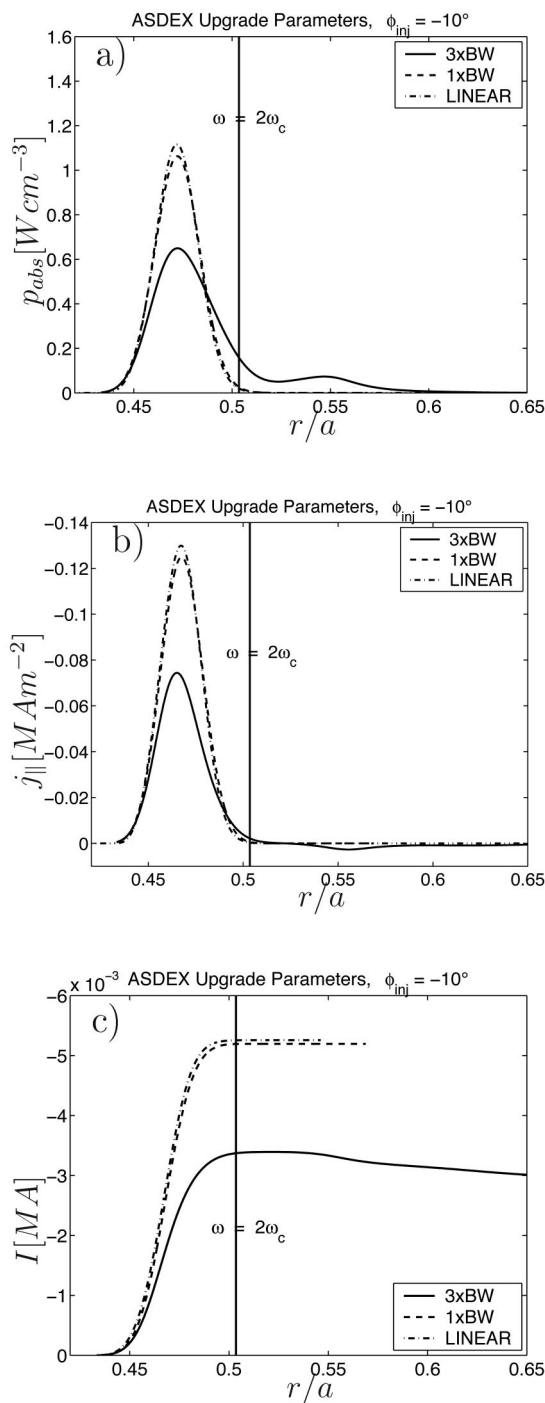 ASDEX Upgrade Parameters, ϕinj = −10°
a)
3xBW
1xBW
LINEAR
ω = 2ωc
pabs[Wcm−3]
1.6
1.4
1.2
1
0.8
0.6
0.4
0.2
0
0.45 0.5 0.55 0.6 0.65
r/a
ASDEX Upgrade Parameters, ϕinj = −10°
b)
3xBW
1xBW
LINEAR
ω = 2ωc
j||[MAm−2]
−0.14
−0.12
−0.1
−0.08
−0.06
−0.04
−0.02
0
0.45 0.5 0.55 0.6 0.65
r/a
x 10−3
ASDEX Upgrade Parameters, ϕinj = −10°
c)
ω = 2ωc
3xBW
1xBW
LINEAR
I[MA]
−6
−5
−4
−3
−2
−1
0
0.45 0.5 0.55 0.6 0.65
r/a